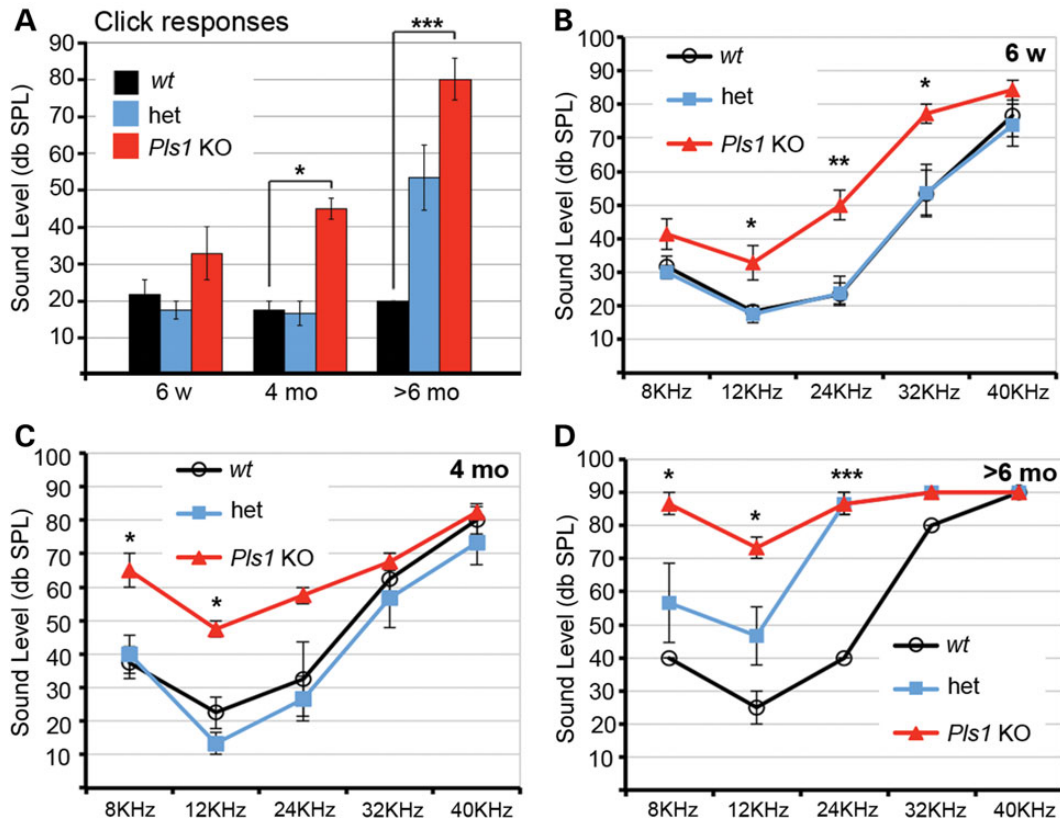 A
Click responses
Sound Level (db SPL)
90
80
70
60
50
40
30
20
10
wt
het
Pls1 KO
*
***
6 w
4 mo
>6 mo
B
6 w
Sound Level (db SPL)
100
90
80
70
60
50
40
30
20
10
wt
het
Pls1 KO
*
**
*
8KHz 12KHz 24KHz 32KHz 40KHz
C
4 mo
Sound Level (db SPL)
100
90
80
70
60
50
40
30
20
10
wt
het
Pls1 KO
*
*
8KHz 12KHz 24KHz 32KHz 40KHz
D
>6 mo
Sound Level (db SPL)
100
90
80
70
60
50
40
30
20
10
*
*
***
wt
het
Pls1 KO
8KHz 12KHz 24KHz 32KHz 40KHz